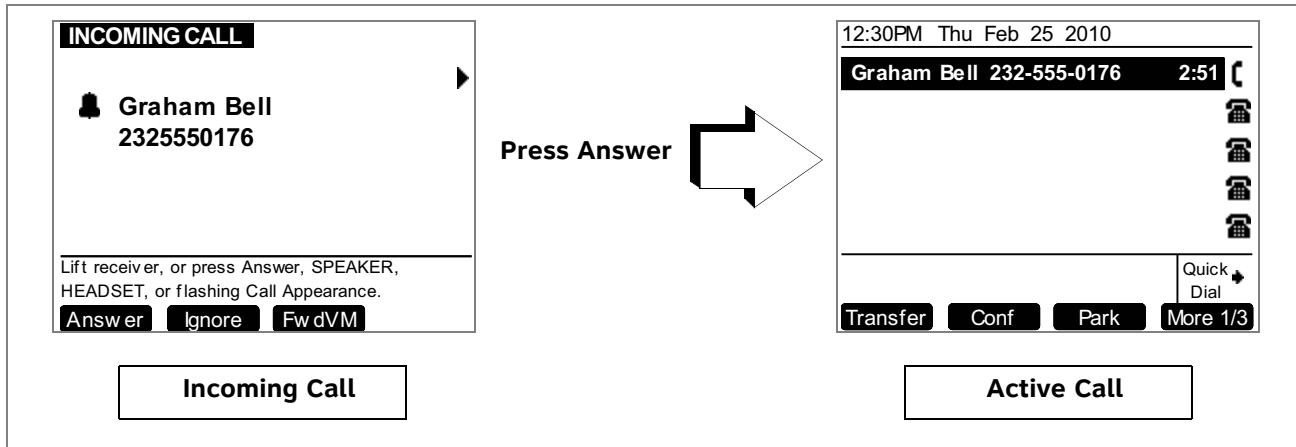 INCOMING CALL
Graham Bell
2325550176
Lift receiver, or press Answer, SPEAKER,
HEADSET, or flashing Call Appearance.
Answer Ignore FwdVM
Incoming Call
Press Answer
12:30PM Thu Feb 25 2010
Graham Bell 232-555-0176 2:51
Quick
Dial
Transfer Conf Park More 1/3
Active Call